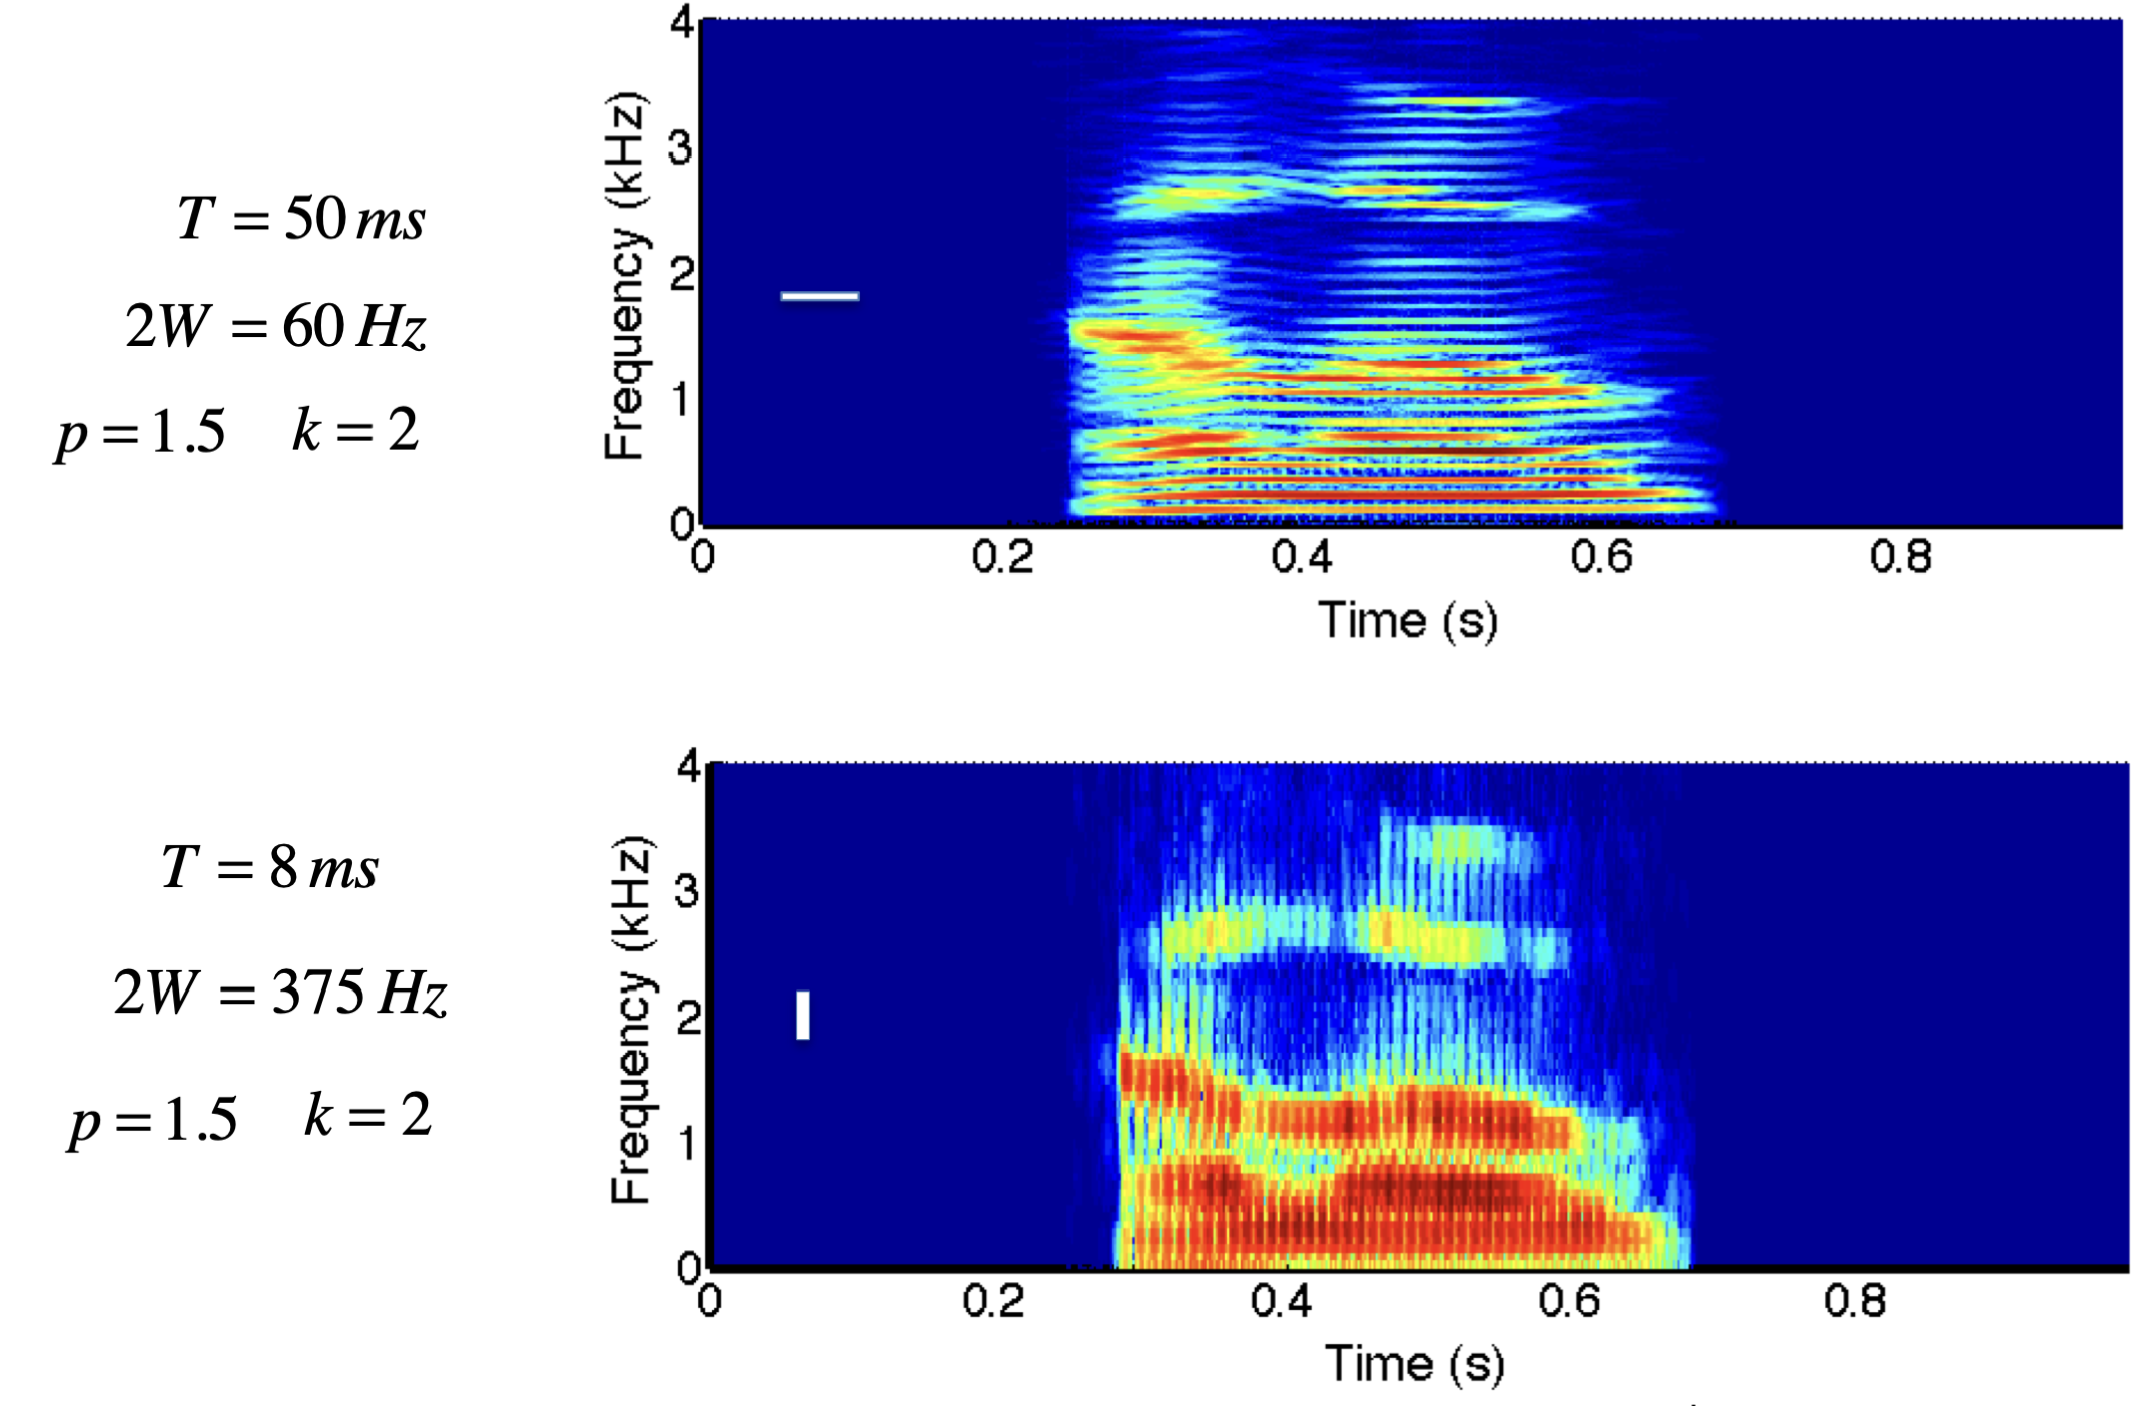 T = 50 ms
2W = 60 Hz
p = 1.5 k = 2
Frequency (kHz)
4
3
2
1
0
0 0.2 0.4 0.6 0.8
Time (s)
T = 8 ms
2W = 375 Hz
p = 1.5 k = 2
Frequency (kHz)
4
3
2
1
0
0 0.2 0.4 0.6 0.8
Time (s)